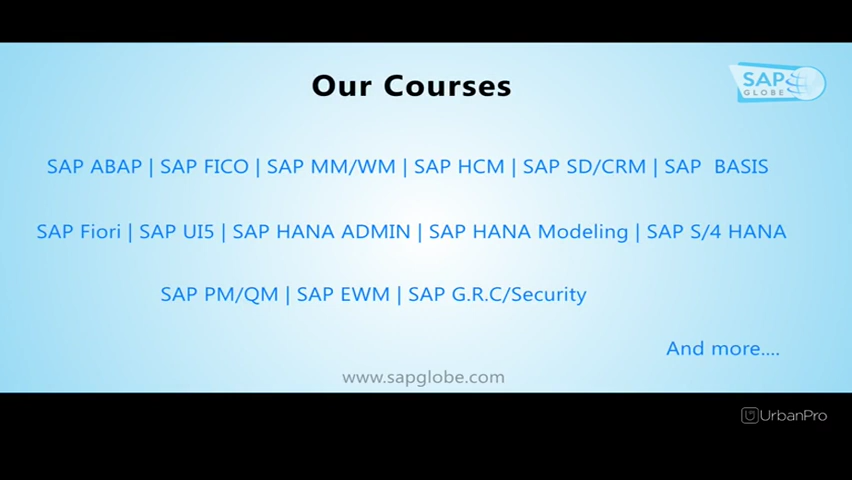 Our Courses
SAP
GLOBE
SAP ABAP | SAP FICO | SAP MM/WM | SAP HCM | SAP SD/CRM | SAP BASIS
SAP Fiori | SAP UI5 | SAP HANA ADMIN | SAP HANA Modeling | SAP S/4 HANA
SAP PM/QM | SAP EWM | SAP G.R.C/Security
And more....
www.sapglobe.com
UrbanPro